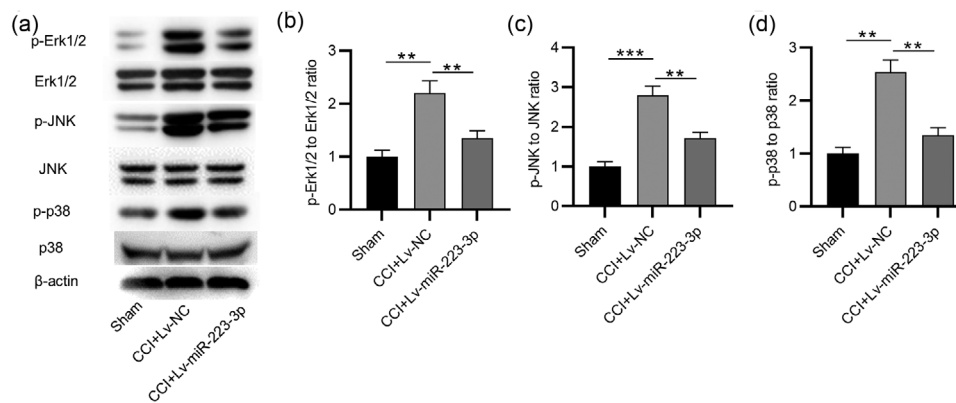 (a)
p-Erk1/2
Erk1/2
p-JNK
JNK
p-p38
p38
β-actin
Sham
CCI+Lv-NC
CCI+Lv-miR-223-3p
(b)
p-Erk1/2 to Erk1/2 ratio
3
2
1
0
**
**
Sham
CCI+Lv-NC
CCI+Lv-miR-223-3p
(c)
p-JNK to JNK ratio
4
3
2
1
0
***
**
Sham
CCI+Lv-NC
CCI+Lv-miR-223-3p
(d)
p-p38 to p38 ratio
3
2
1
0
**
**
Sham
CCI+Lv-NC
CCI+Lv-miR-223-3p